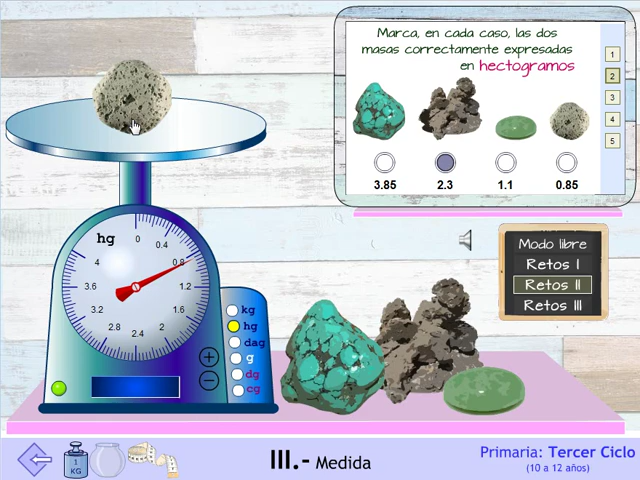 Marca, en cada caso, las dos
masas correctamente expresadas
en hectogramos
1
2
3
4
5
3.85 2.3 1.1 0.85
hg
0
0.4
0.8
1.2
1.6
2
2.4
2.8
3.2
3.6
4
kg
hg
dag
g
dg
cg
+
−
Modo libre
Retos I
Retos II
Retos III
1
KG
III.- Medida
Primaria: Tercer Ciclo
(10 a 12 años)